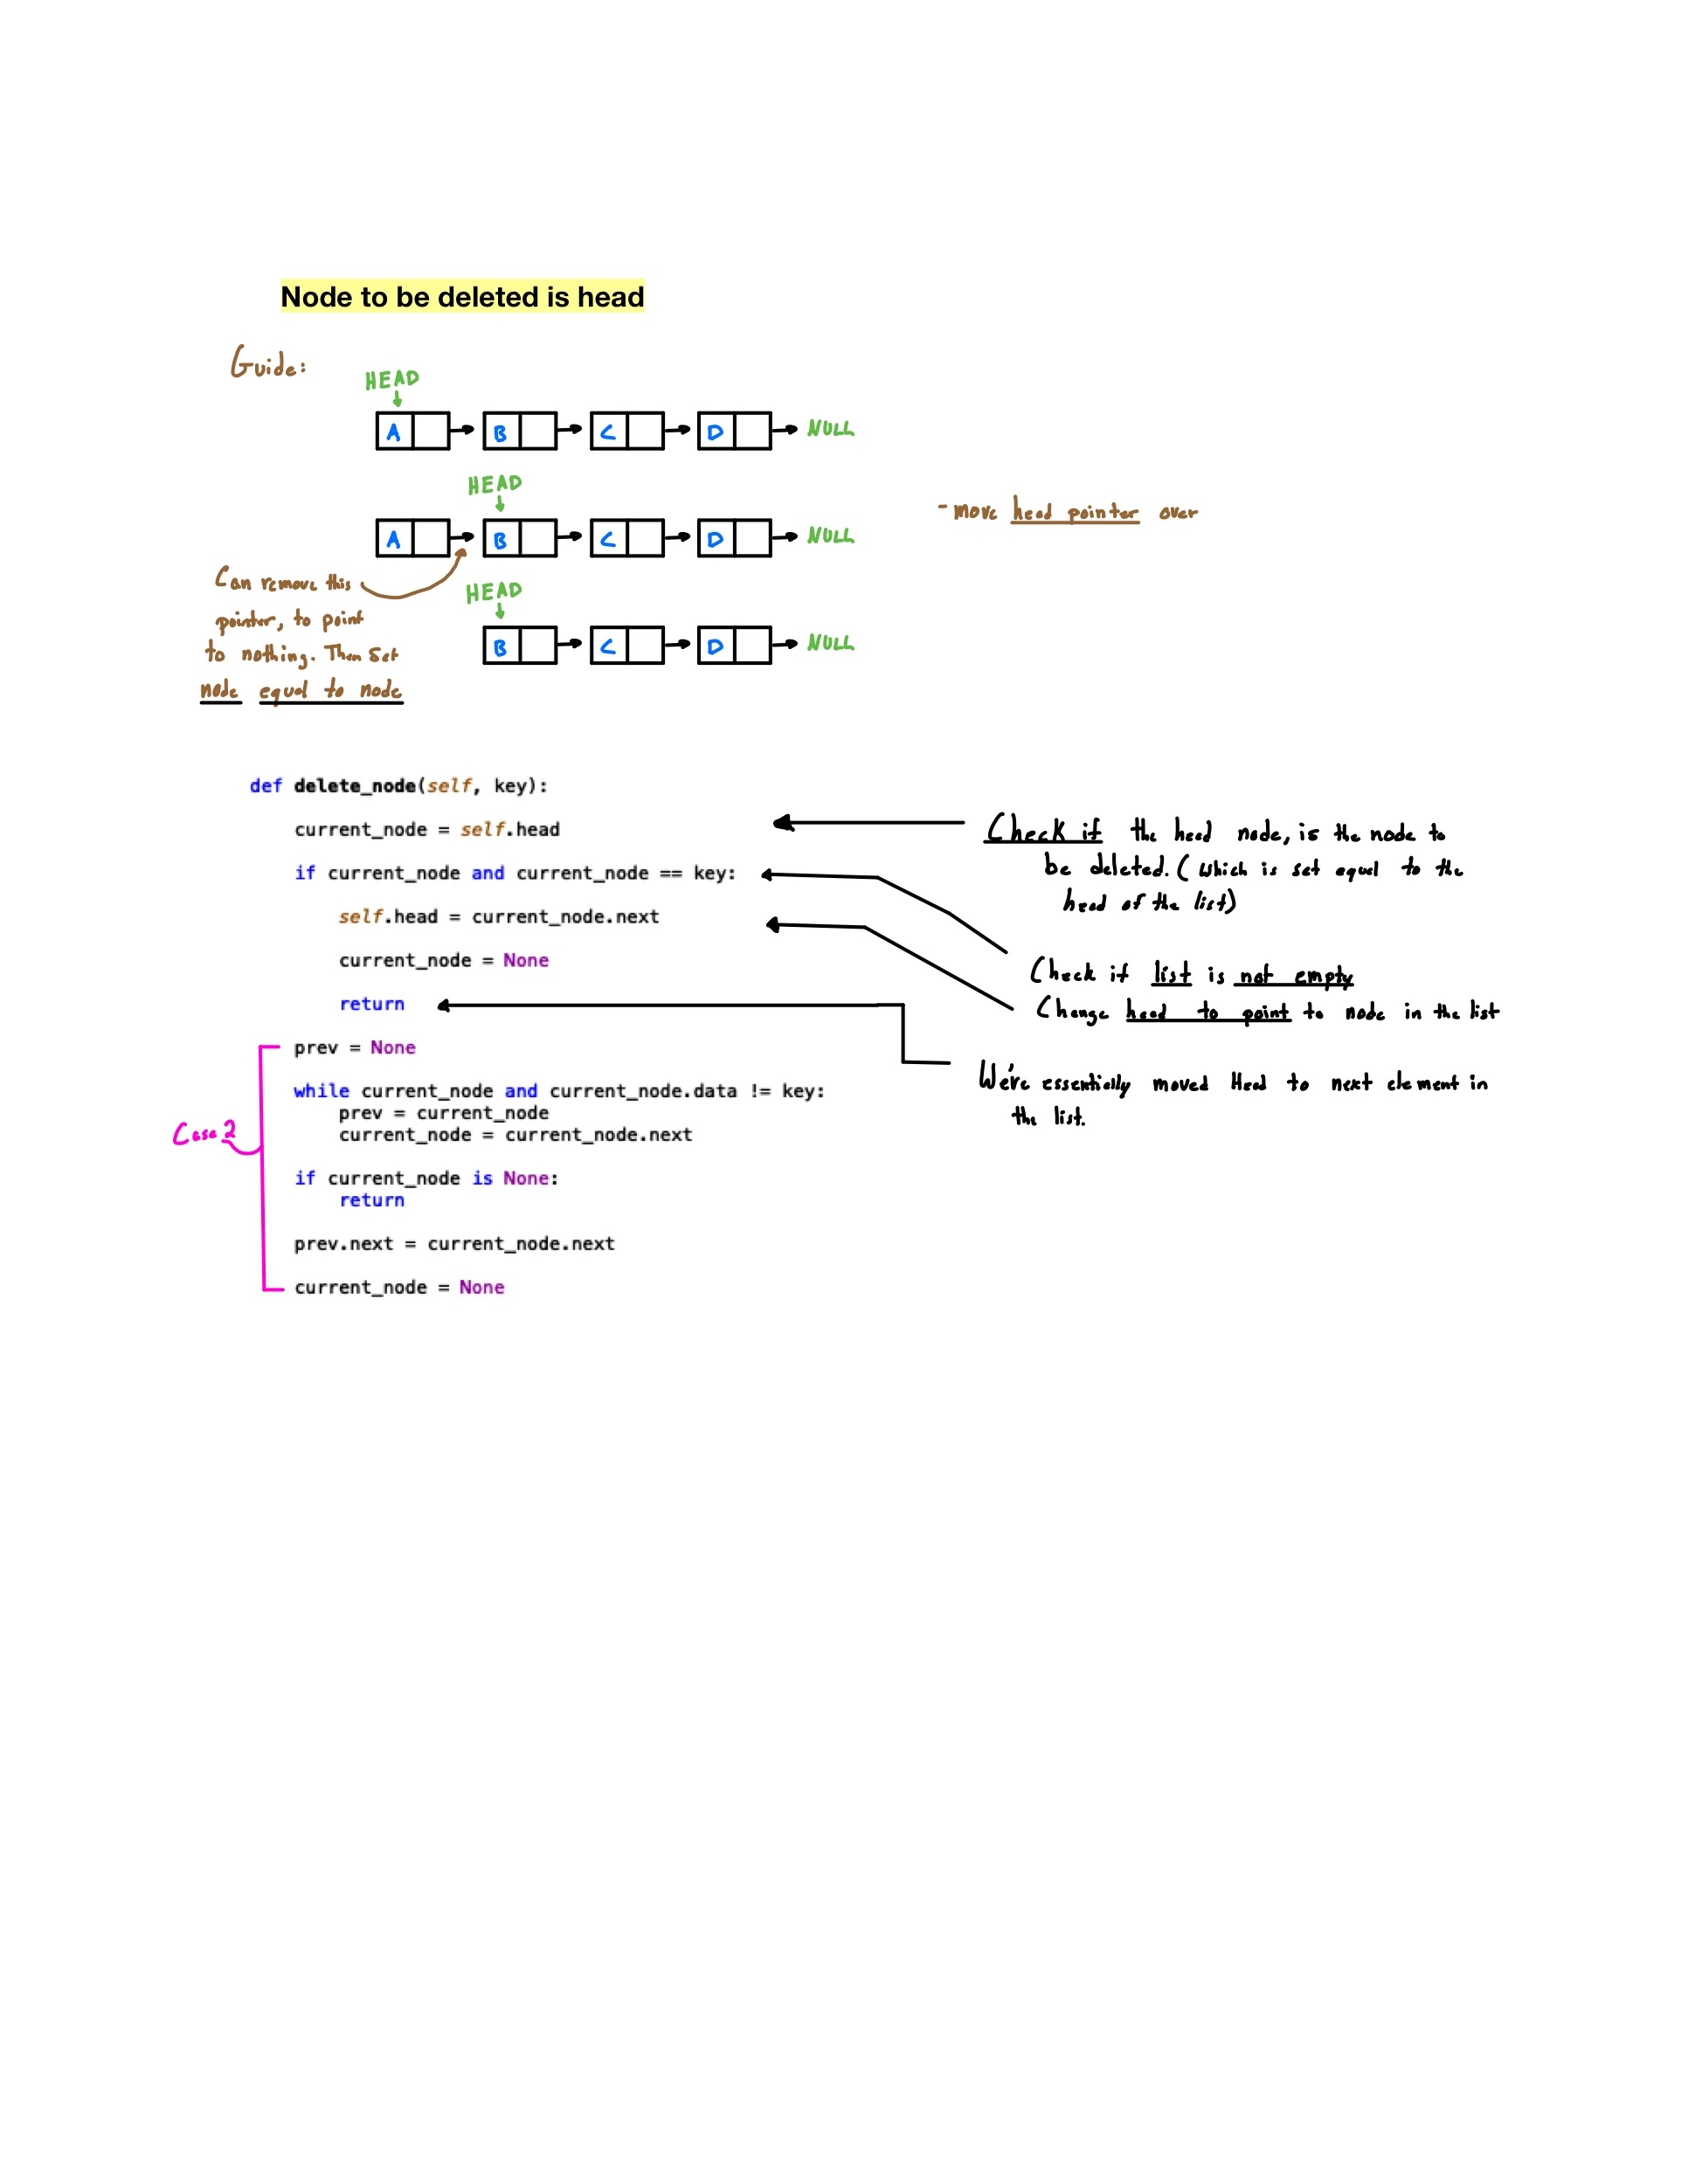 Node to be deleted is head
Guide:
HEAD
A B C D NULL
HEAD
- move head pointer over
A B C D NULL
Can remove this
pointer, to point
to nothing. Then set
node equal to node
HEAD
B C D NULL
def delete_node(self, key):
current_node = self.head
if current_node and current_node == key:
self.head = current_node.next
current_node = None
return
prev = None
while current_node and current_node.data != key:
prev = current_node
current_node = current_node.next
if current_node is None:
return
prev.next = current_node.next
current_node = None
Case 2
Check if the head node, is the node to
be deleted. (which is set equal to the
head of the list)
Check if list is not empty
Change head to point to node in the list
We've essentially moved Head to next element in
the list.